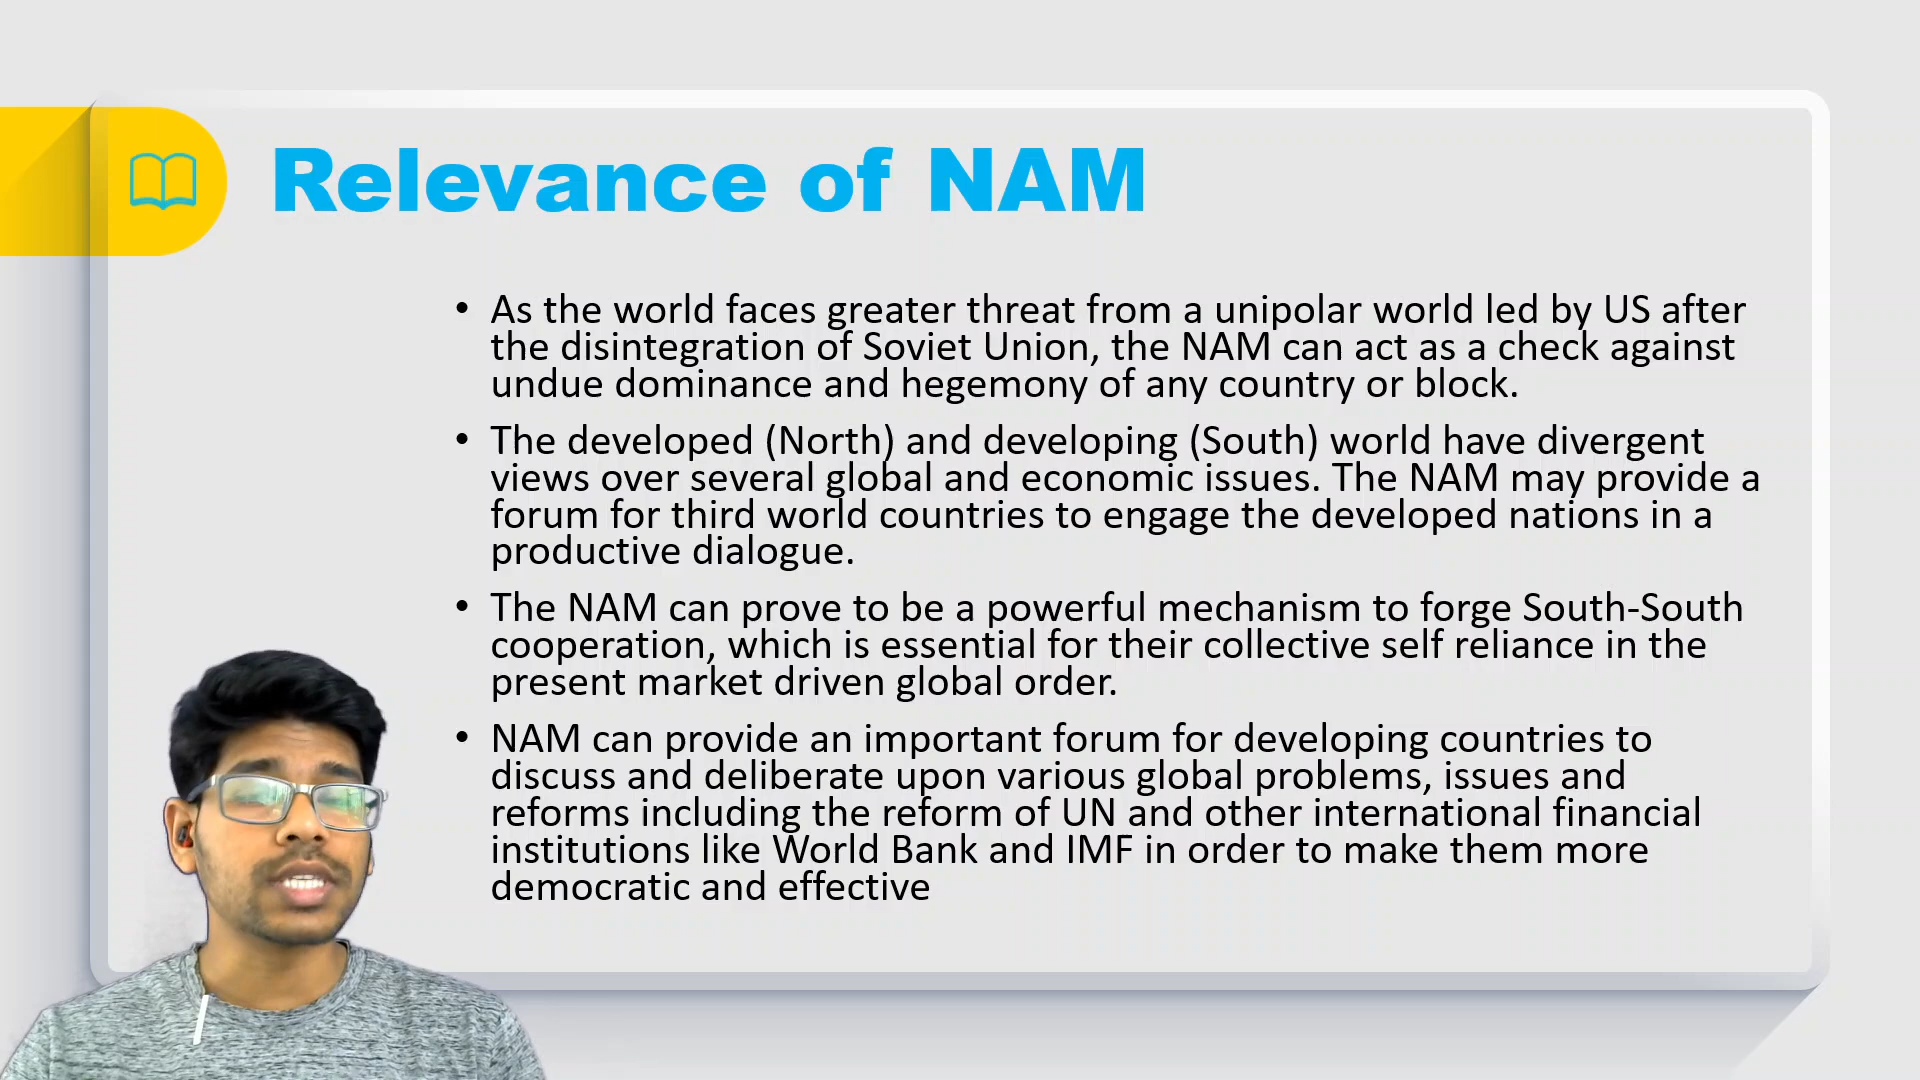 Relevance of NAM
• As the world faces greater threat from a unipolar world led by US after
the disintegration of Soviet Union, the NAM can act as a check against
undue dominance and hegemony of any country or block.
• The developed (North) and developing (South) world have divergent
views over several global and economic issues. The NAM may provide a
forum for third world countries to engage the developed nations in a
productive dialogue.
• The NAM can prove to be a powerful mechanism to forge South-South
cooperation, which is essential for their collective self reliance in the
present market driven global order.
• NAM can provide an important forum for developing countries to
discuss and deliberate upon various global problems, issues and
reforms including the reform of UN and other international financial
institutions like World Bank and IMF in order to make them more
democratic and effective